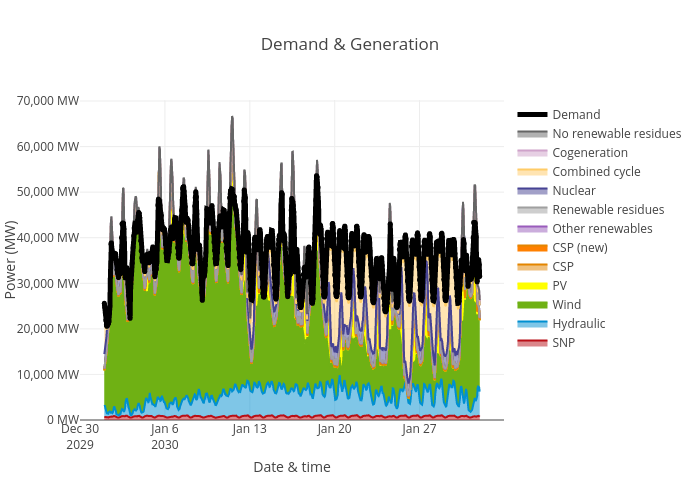 Demand & Generation
70,000 MW
60,000 MW
50,000 MW
40,000 MW
30,000 MW
20,000 MW
10,000 MW
0 MW
Power (MW)
Dec 30
2029
Jan 6
2030
Jan 13
Jan 20
Jan 27
Date & time
Demand
No renewable residues
Cogeneration
Combined cycle
Nuclear
Renewable residues
Other renewables
CSP (new)
CSP
PV
Wind
Hydraulic
SNP